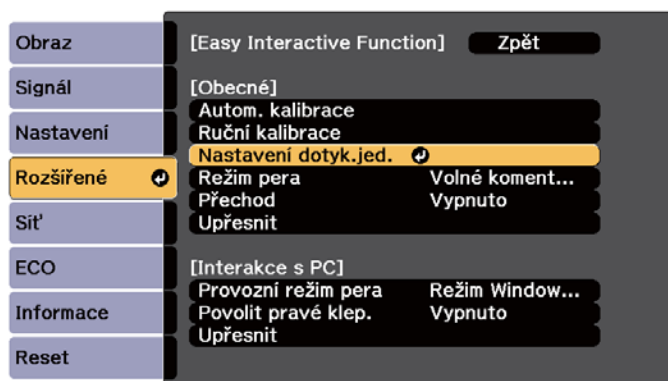 Obraz
Signál
Nastavení
Rozšířené
Síť
ECO
Informace
Reset
[Easy Interactive Function] Zpět
[Obecné]
Autom. kalibrace
Ruční kalibrace
Nastavení dotyk.jed.
Režim pera Volné koment...
Přechod Vypnuto
Upřesnit
[Interakce s PC]
Provozní režim pera Režim Window...
Povolit pravé klep. Vypnuto
Upřesnit